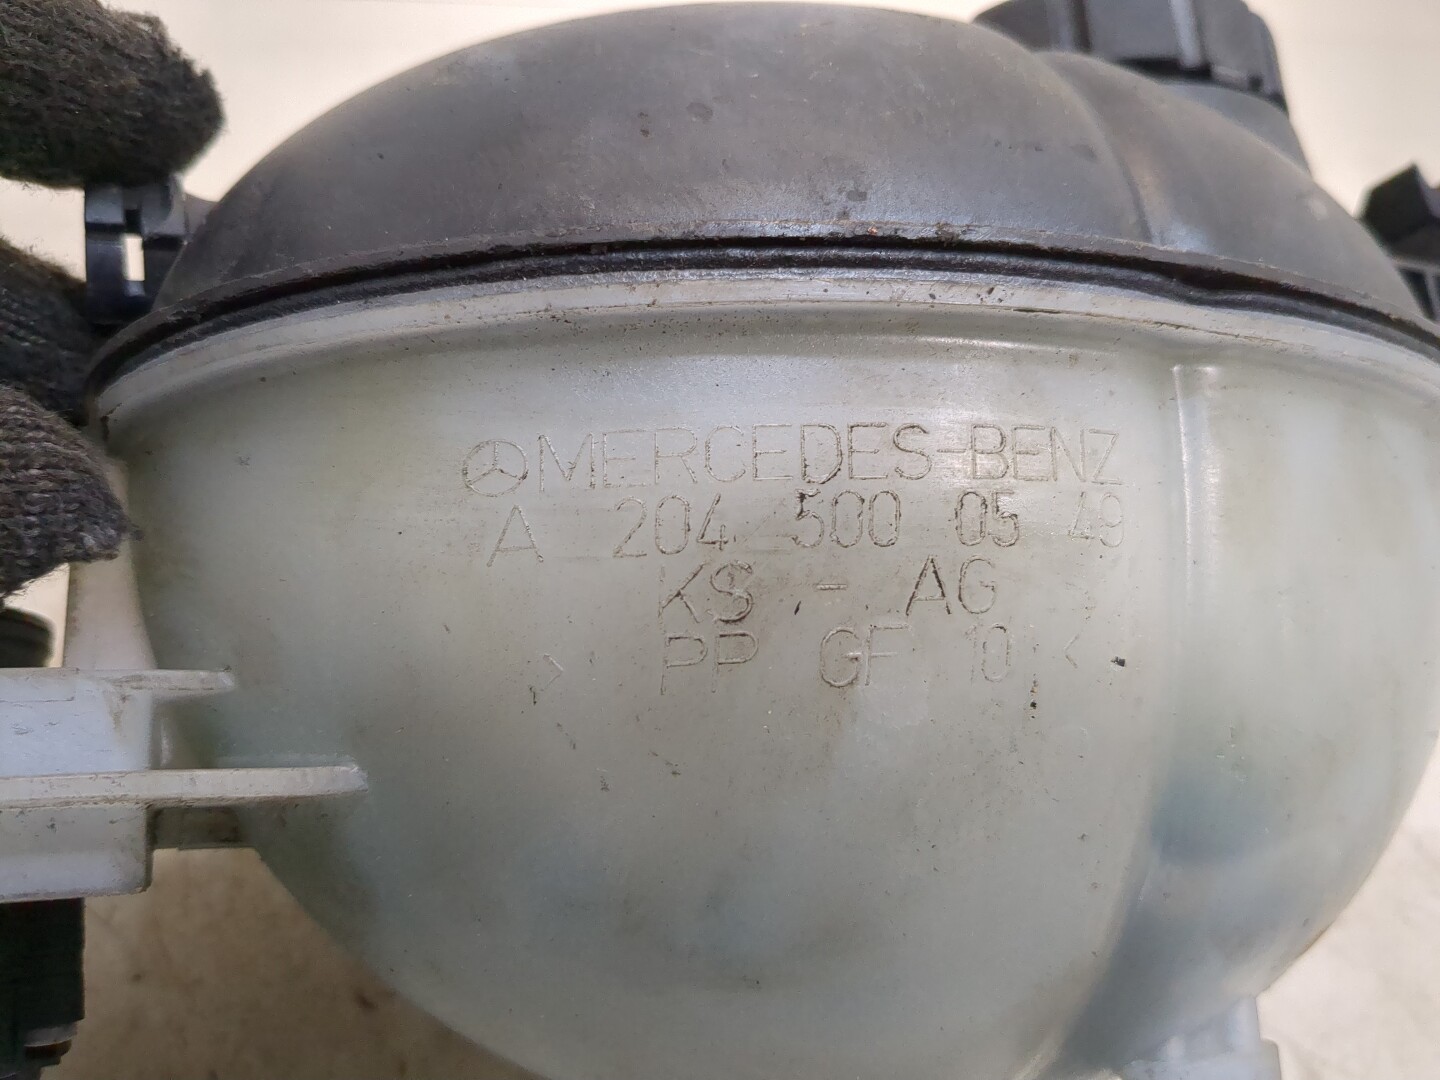 MERCEDES-BENZ
A 204 500 05 49
KS - AG
> PP GF 10 <